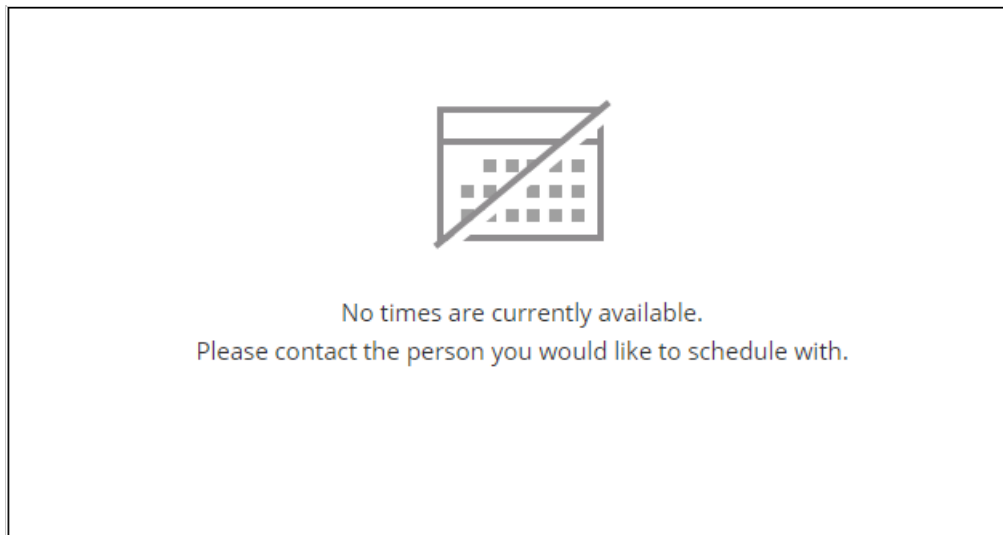 No times are currently available.
Please contact the person you would like to schedule with.